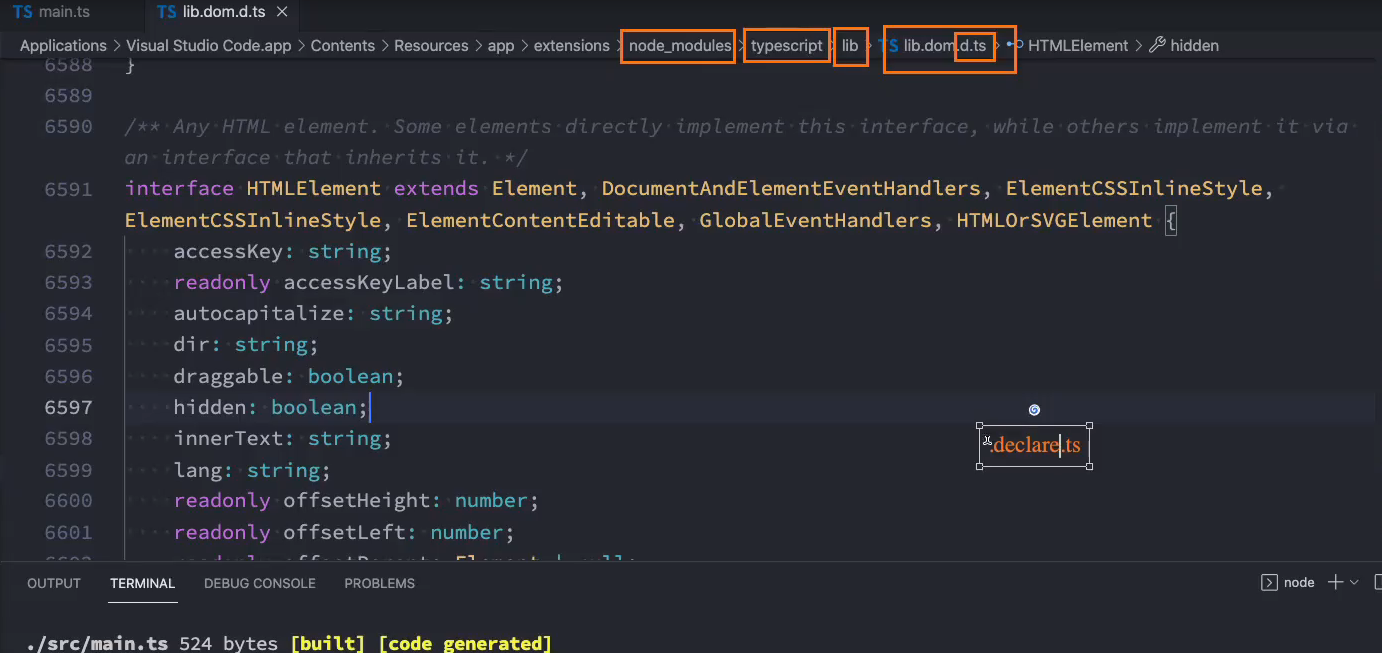 TS main.ts TS lib.dom.d.ts ×
Applications > Visual Studio Code.app > Contents > Resources > app > extensions > node_modules > typescript > lib > TS lib.dom.d.ts > HTMLElement > hidden
6588 }
6589
6590 /** Any HTML element. Some elements directly implement this interface, while others implement it via
an interface that inherits it. */
6591 interface HTMLElement extends Element, DocumentAndElementEventHandlers, ElementCSSInlineStyle,
ElementCSSInlineStyle, ElementContentEditable, GlobalEventHandlers, HTMLOrSVGElement {
6592 accessKey: string;
6593 readonly accessKeyLabel: string;
6594 autocapitalize: string;
6595 dir: string;
6596 draggable: boolean;
6597 hidden: boolean;
6598 innerText: string;
.declare.ts
6599 lang: string;
6600 readonly offsetHeight: number;
6601 readonly offsetLeft: number;
OUTPUT TERMINAL DEBUG CONSOLE PROBLEMS node
./src/main.ts 524 bytes [built] [code generated]